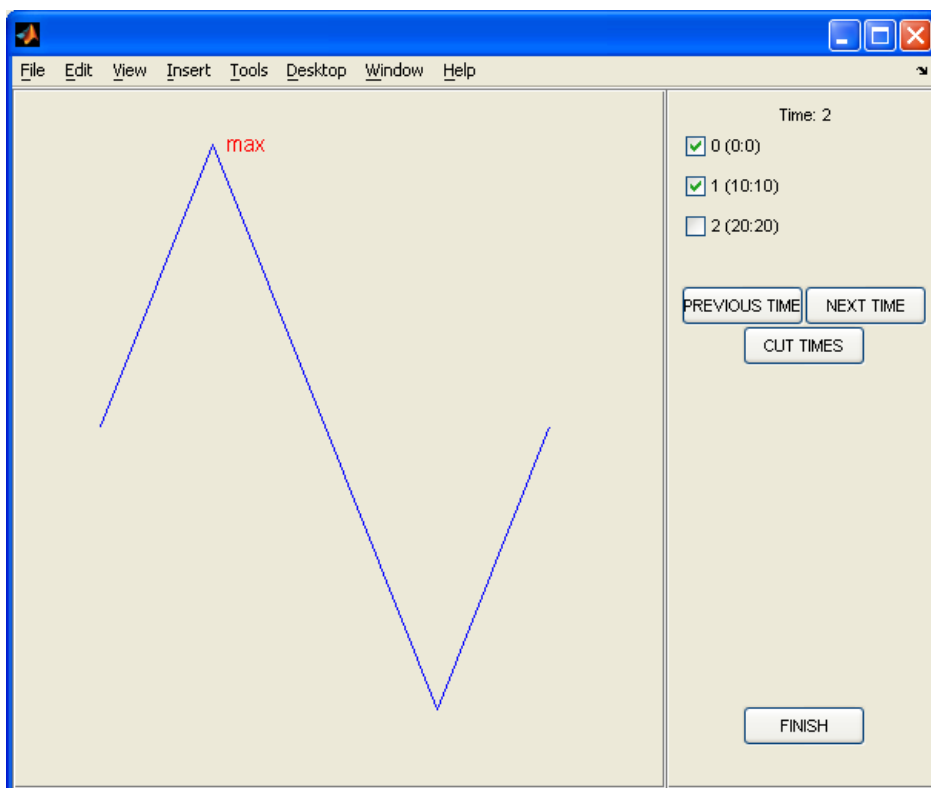 File Edit View Insert Tools Desktop Window Help
max
Time: 2
0 (0:0)
1 (10:10)
2 (20:20)
PREVIOUS TIME NEXT TIME
CUT TIMES
FINISH